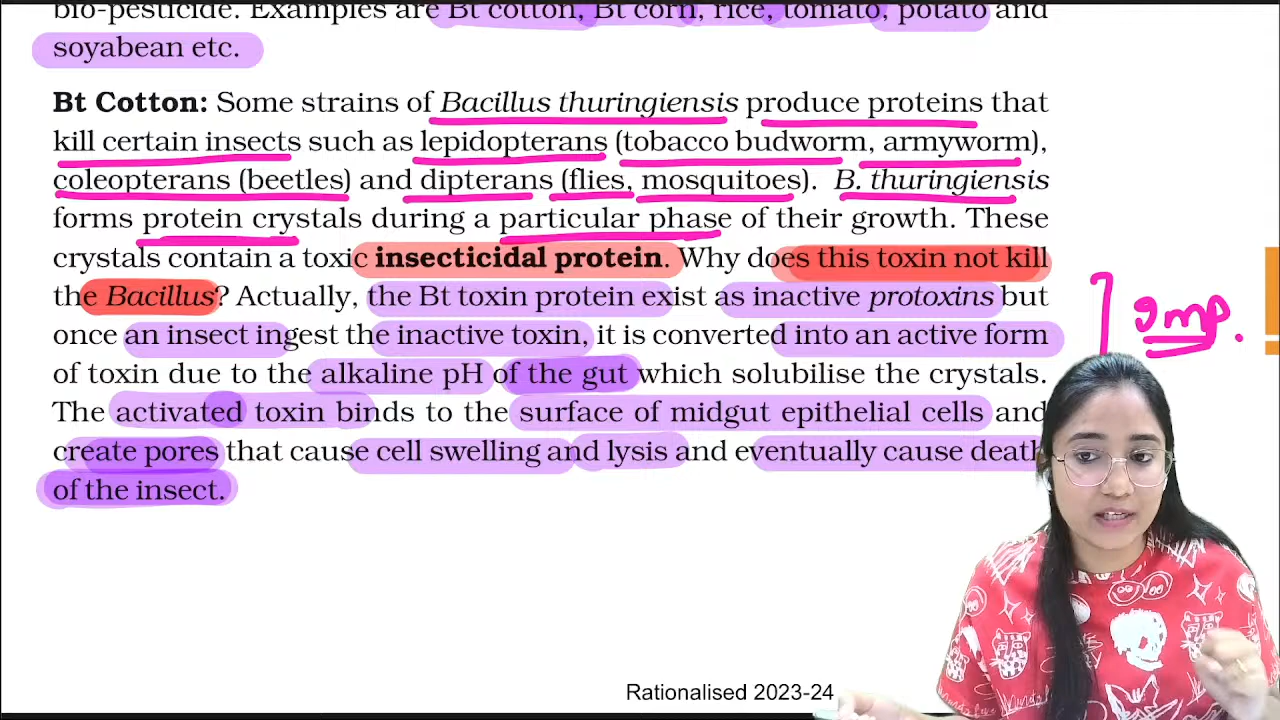 bio-pesticide. Examples are Bt cotton, Bt corn, rice, tomato, potato and
soyabean etc.
Bt Cotton: Some strains of Bacillus thuringiensis produce proteins that
kill certain insects such as lepidopterans (tobacco budworm, armyworm),
coleopterans (beetles) and dipterans (flies, mosquitoes). B. thuringiensis
forms protein crystals during a particular phase of their growth. These
crystals contain a toxic insecticidal protein. Why does this toxin not kill
the Bacillus? Actually, the Bt toxin protein exist as inactive protoxins but
once an insect ingest the inactive toxin, it is converted into an active form
of toxin due to the alkaline pH of the gut which solubilise the crystals.
The activated toxin binds to the surface of midgut epithelial cells and
create pores that cause cell swelling and lysis and eventually cause death
of the insect.
Imp.
Rationalised 2023-24